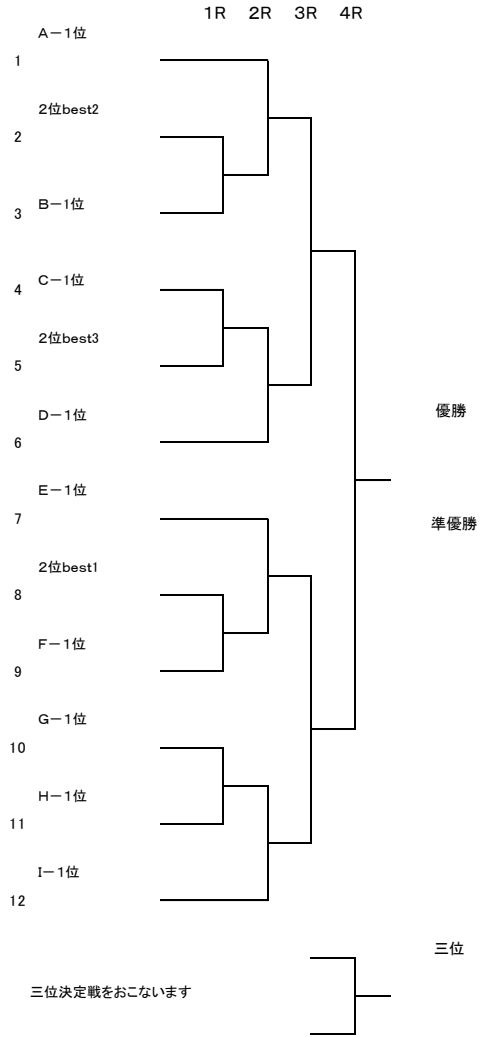 1R 2R 3R 4R
A－1位
1
2位best2
2
B－1位
3
C－1位
4
2位best3
5
D－1位
6
優勝
E－1位
7
準優勝
2位best1
8
F－1位
9
G－1位
10
H－1位
11
I－1位
12
三位
三位決定戦をおこないます